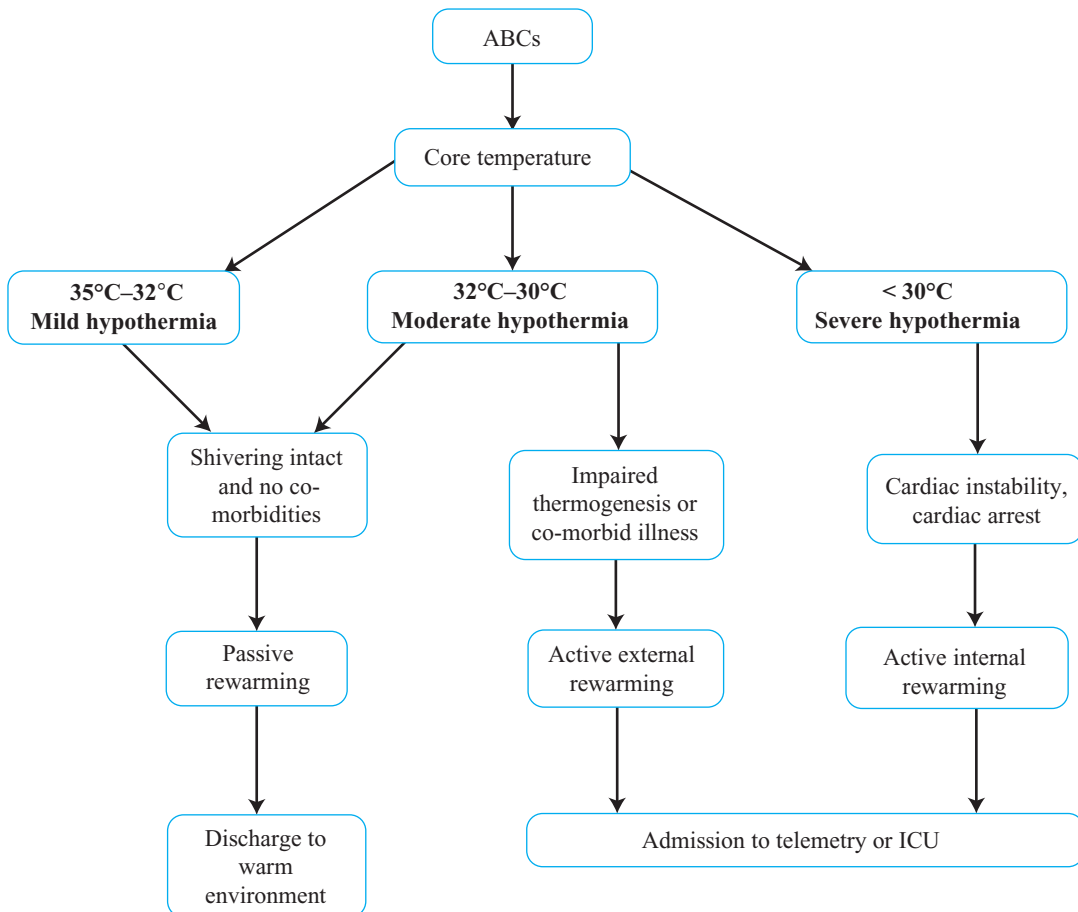 ABCs
Core temperature
35°C–32°C
Mild hypothermia
32°C–30°C
Moderate hypothermia
< 30°C
Severe hypothermia
Shivering intact
and no co-
morbidities
Impaired
thermogenesis or
co-morbid illness
Cardiac instability,
cardiac arrest
Passive
rewarming
Active external
rewarming
Active internal
rewarming
Discharge to
warm
environment
Admission to telemetry or ICU